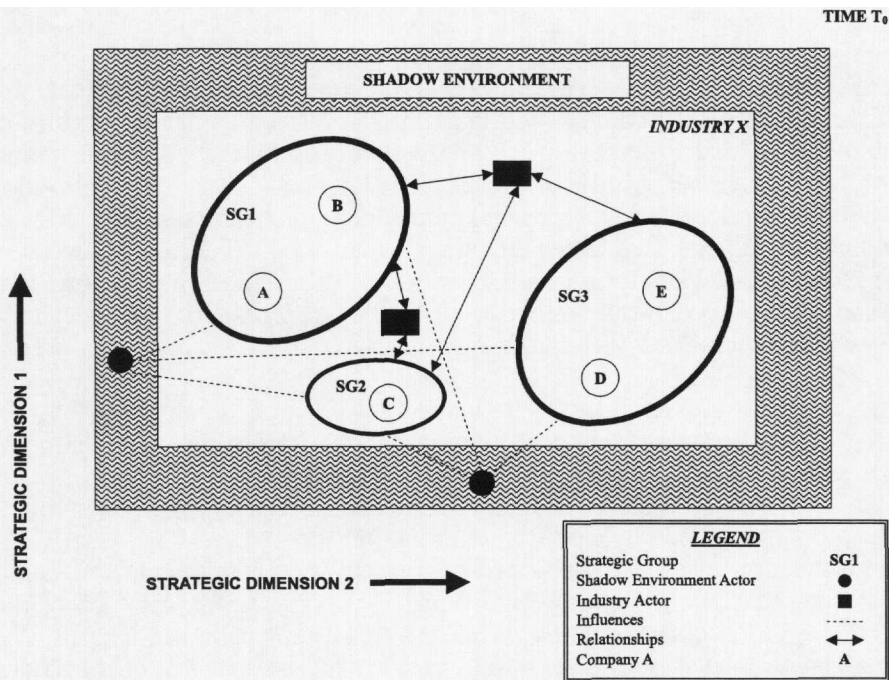 TIME T₀
SHADOW ENVIRONMENT
INDUSTRY X
B
SG1
A
SG3
E
D
SG2
C
STRATEGIC DIMENSION 1
STRATEGIC DIMENSION 2
LEGEND
Strategic Group SG1
Shadow Environment Actor
Industry Actor
Influences
Relationships
Company A A